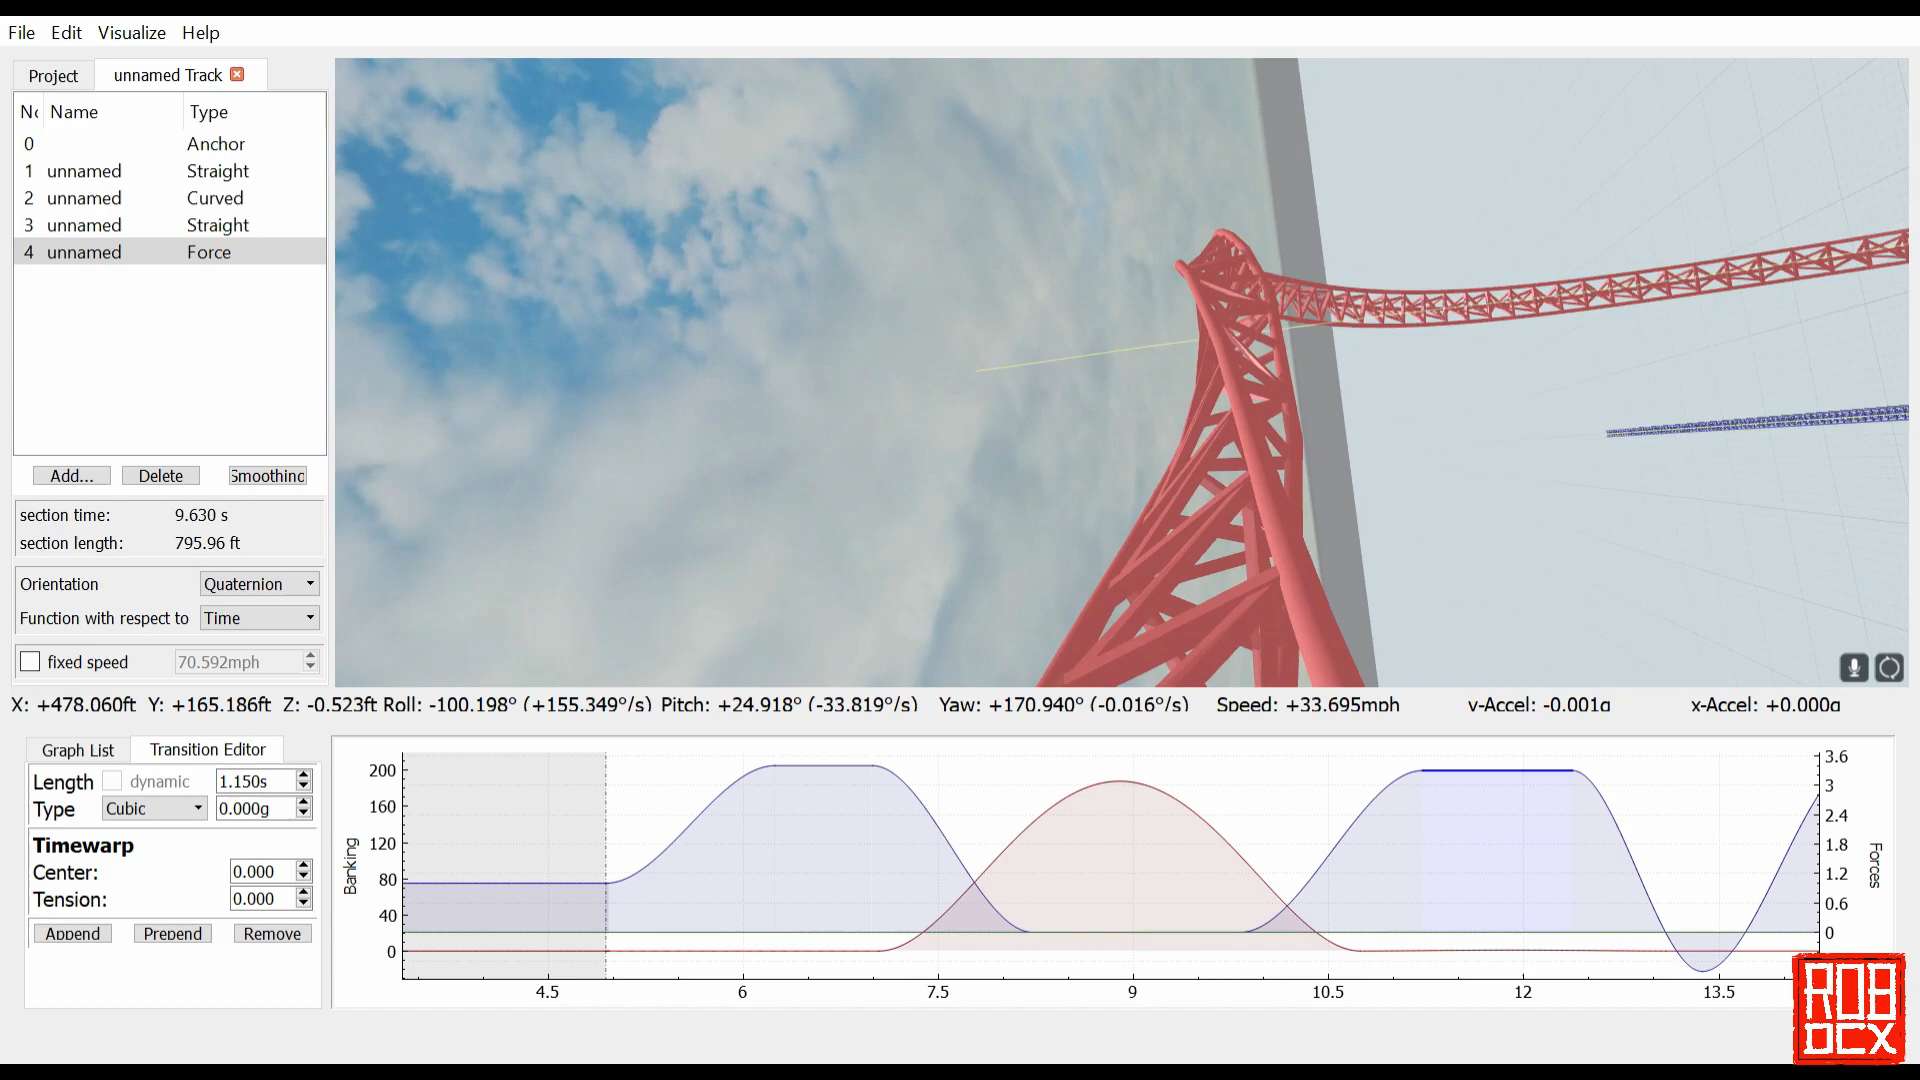 File Edit Visualize Help
Project unnamed Track
Nc Name Type
0 Anchor
1 unnamed Straight
2 unnamed Curved
3 unnamed Straight
4 unnamed Force
Add... Delete Smoothing
section time: 9.630 s
section length: 795.96 ft
Orientation Quaternion
Function with respect to Time
fixed speed 70.592mph
X: +478.060ft Y: +165.186ft Z: -0.523ft Roll: -100.198° (+155.349°/s) Pitch: +24.918° (-33.819°/s) Yaw: +170.940° (-0.016°/s) Speed: +33.695mph y-Accel: -0.001g x-Accel: +0.000g
Graph List Transition Editor
Length dynamic 1.150s
Type Cubic 0.000g
Timewarp
Center: 0.000
Tension: 0.000
Append Prepend Remove
Banking
200
160
120
80
40
0
4.5 6 7.5 9 10.5 12 13.5
3.6
3
2.4
1.8
1.2
0.6
0
Forces
ROB
DCX